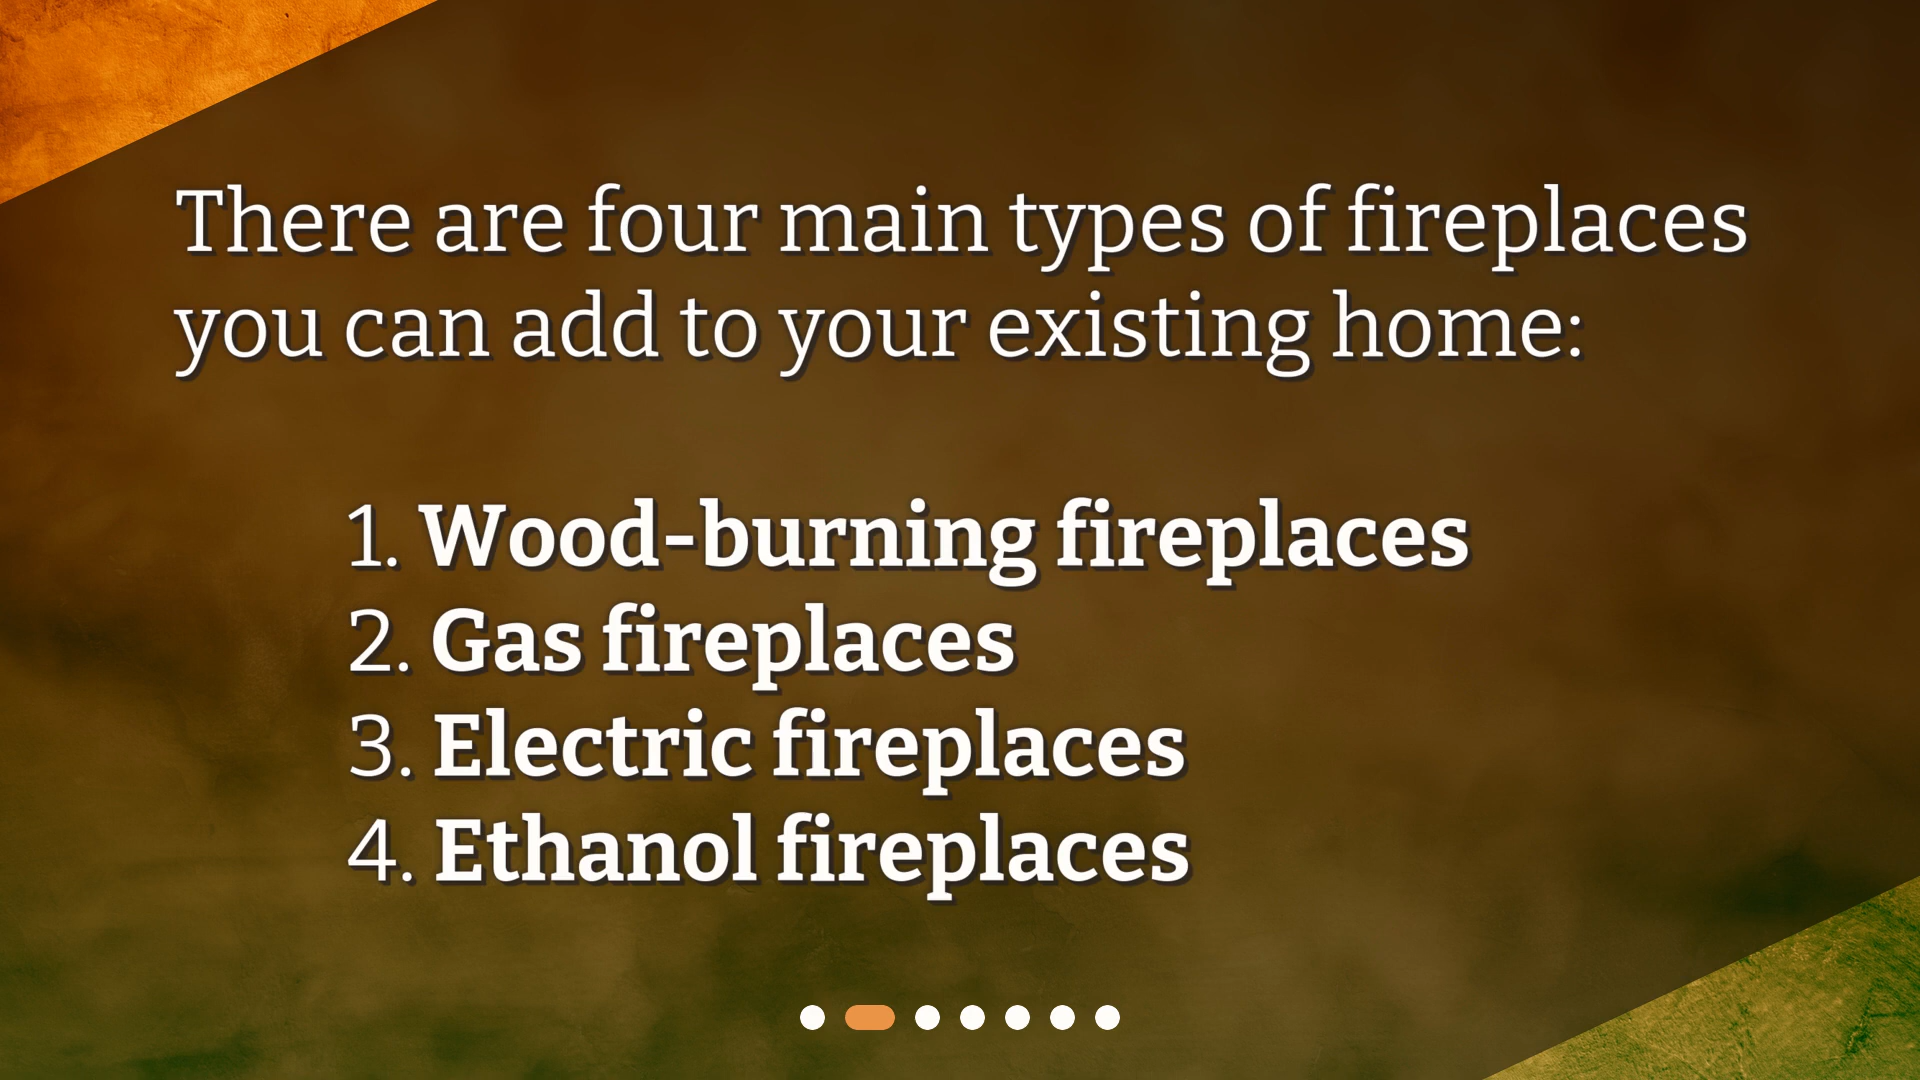 There are four main types of fireplaces
you can add to your existing home:
1. Wood-burning fireplaces
2. Gas fireplaces
3. Electric fireplaces
4. Ethanol fireplaces